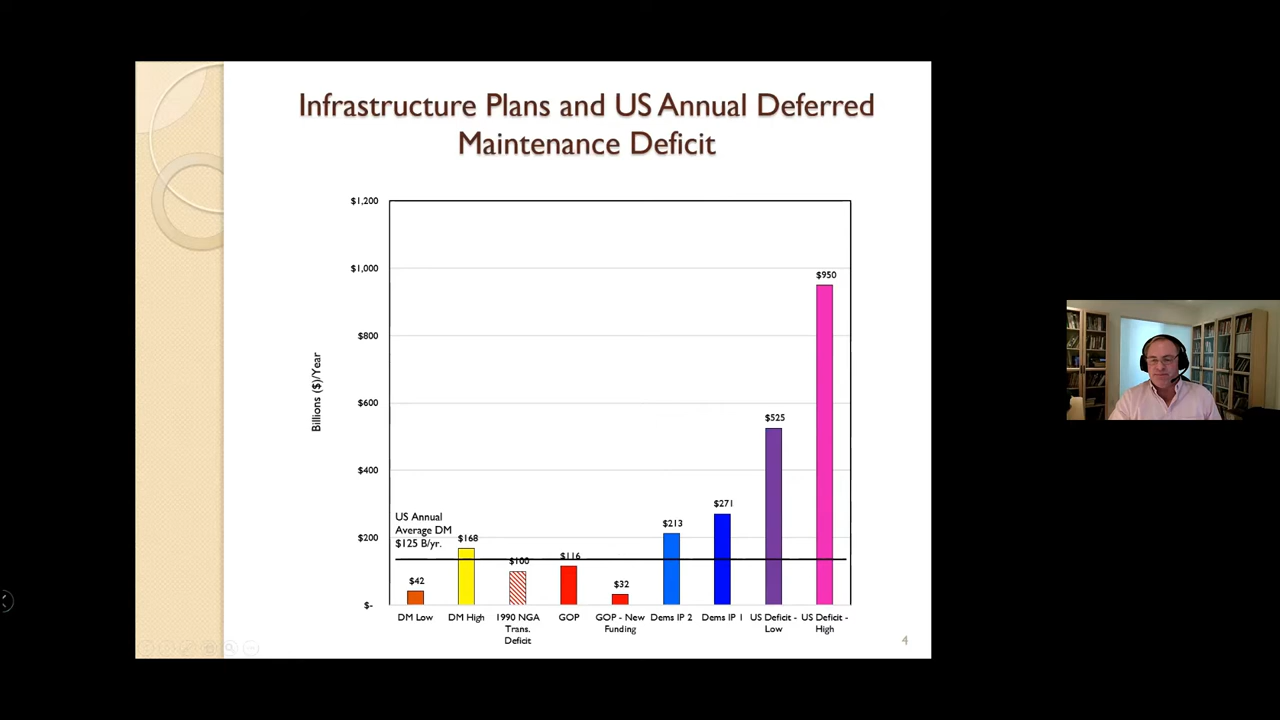 Infrastructure Plans and US Annual Deferred
Maintenance Deficit
$1,200
$1,000
$800
$600
$400
$200
$-
Billions ($)/Year
US Annual
Average DM
$125 B/yr.
$42
$168
$100
$116
$32
$213
$271
$525
$950
DM Low
DM High
1990 NGA
Trans.
Deficit
GOP
GOP - New
Funding
Dems IP 2
Dems IP 1
US Deficit -
Low
US Deficit -
High
4